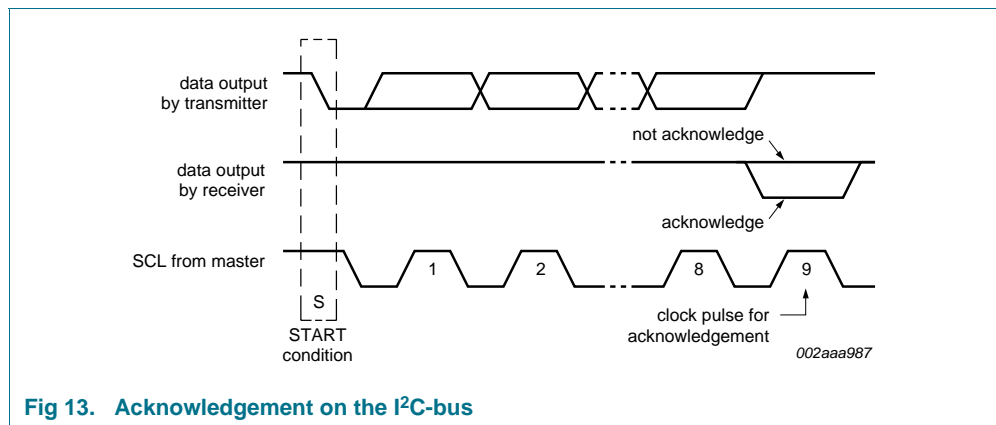 data output
by transmitter
not acknowledge
data output
by receiver
acknowledge
SCL from master
1
2
8
9
S
START
condition
clock pulse for
acknowledgement
002aaa987
Fig 13. Acknowledgement on the I²C-bus